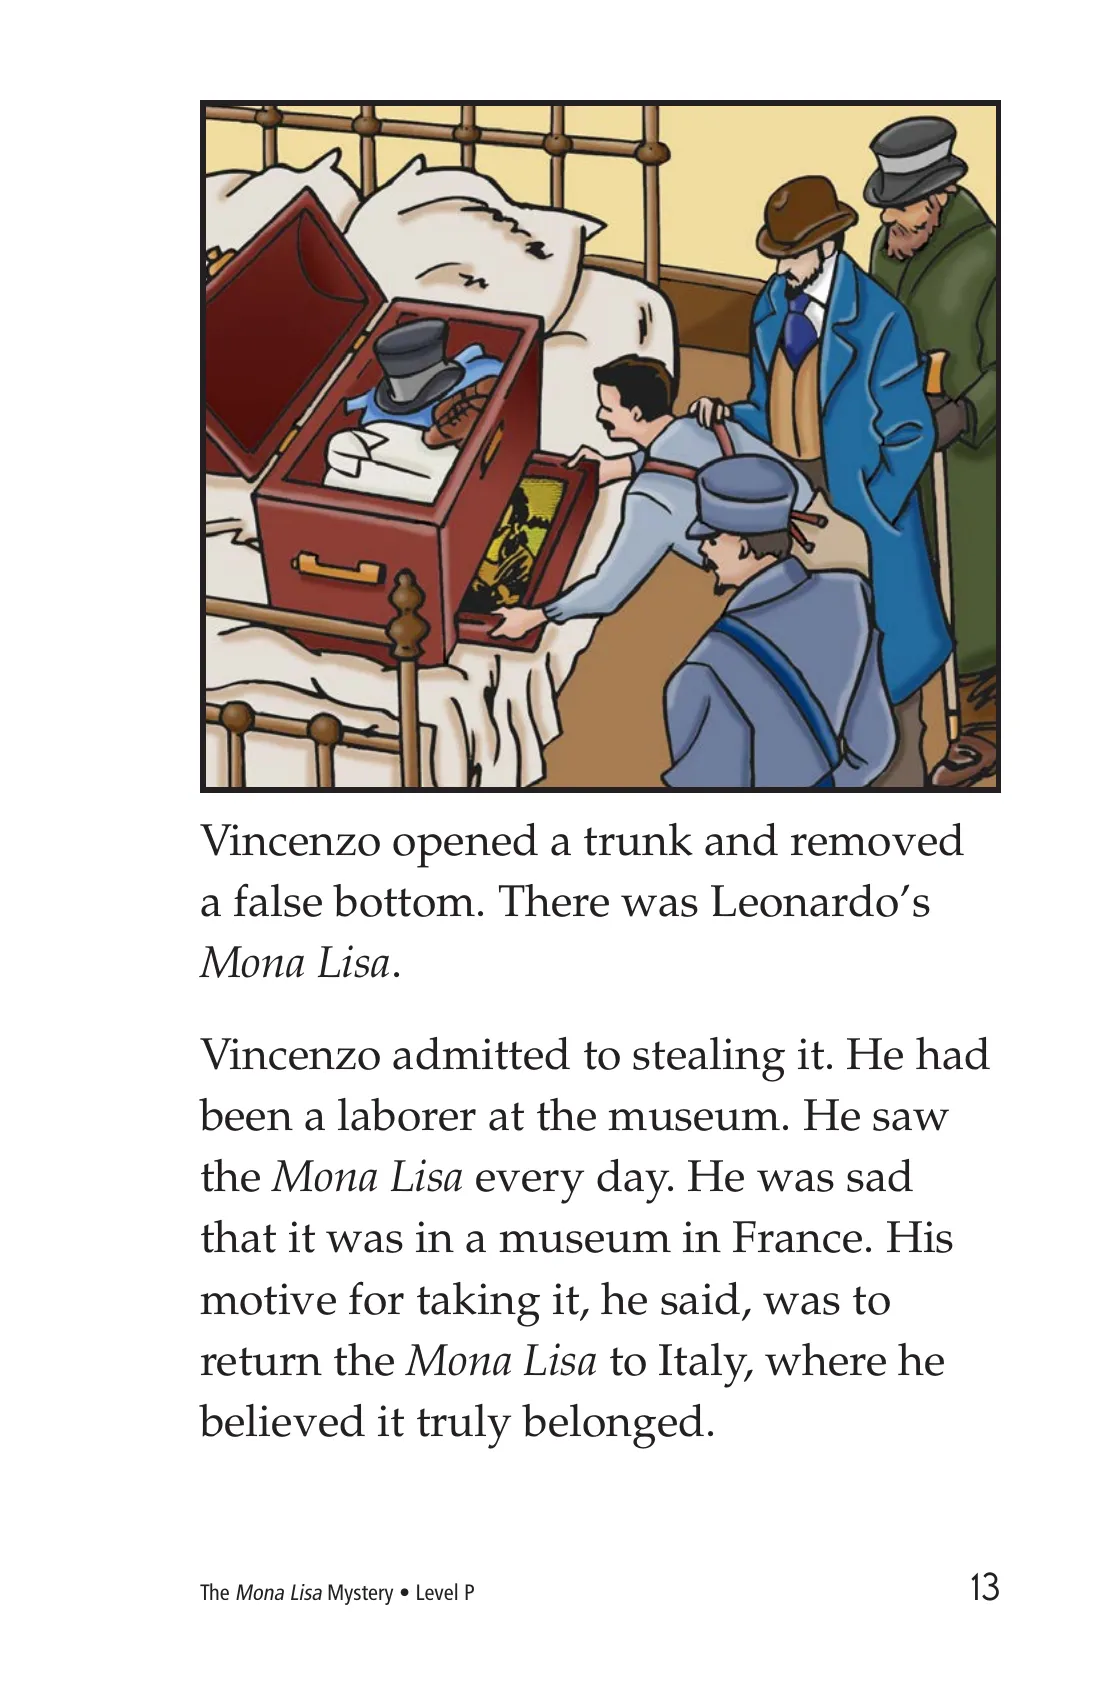 Vincenzo opened a trunk and removed
a false bottom. There was Leonardo’s
Mona Lisa.
Vincenzo admitted to stealing it. He had
been a laborer at the museum. He saw
the Mona Lisa every day. He was sad
that it was in a museum in France. His
motive for taking it, he said, was to
return the Mona Lisa to Italy, where he
believed it truly belonged.
The Mona Lisa Mystery • Level P
13